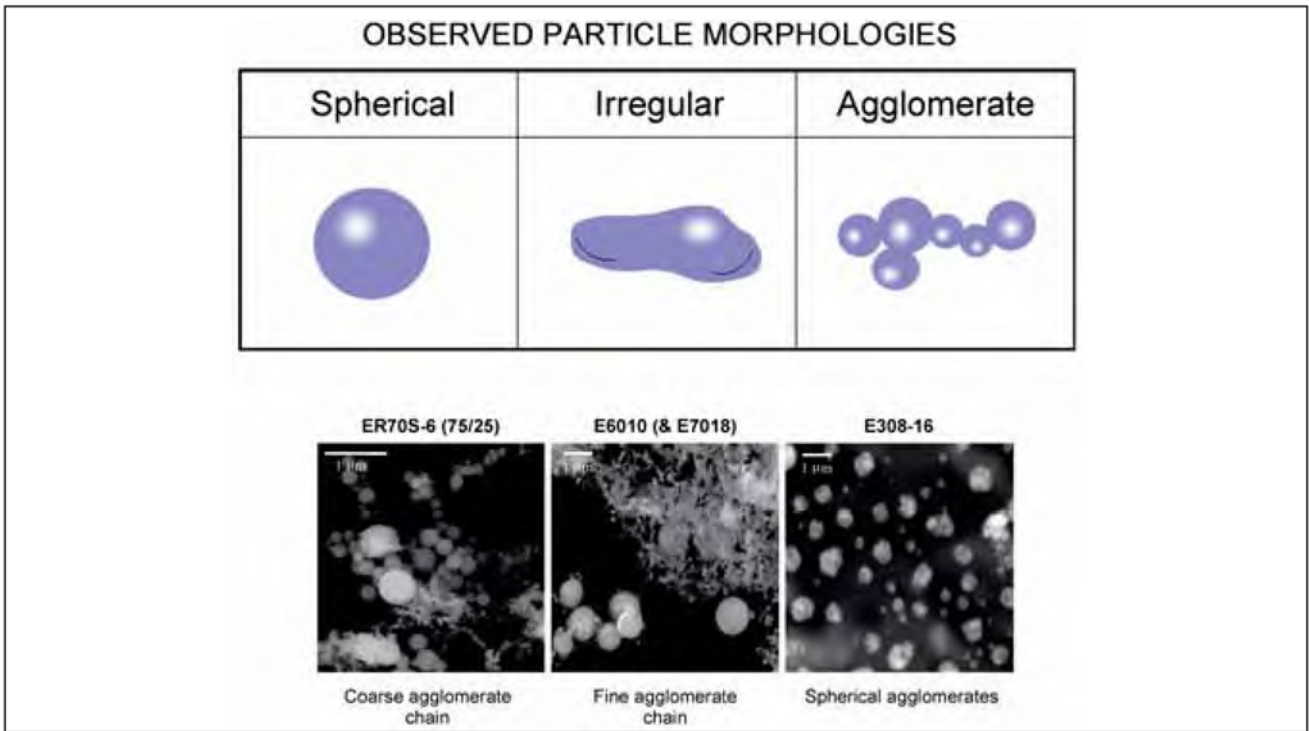 OBSERVED PARTICLE MORPHOLOGIES
Spherical
Irregular
Agglomerate
ER70S-6 (75/25)
E6010 (& E7018)
E308-16
1 µm
1 µm
1 µm
Coarse agglomerate
chain
Fine agglomerate
chain
Spherical agglomerates